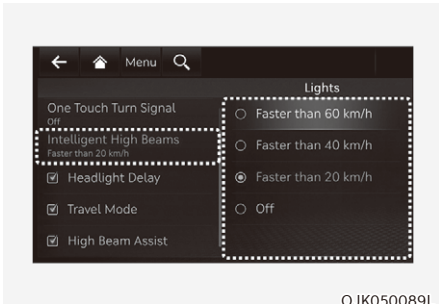 Menu
Lights
One Touch Turn Signal
Off
Intelligent High Beams
Faster than 20 km/h
Headlight Delay
Travel Mode
High Beam Assist
Faster than 60 km/h
Faster than 40 km/h
Faster than 20 km/h
Off
OJK050089L